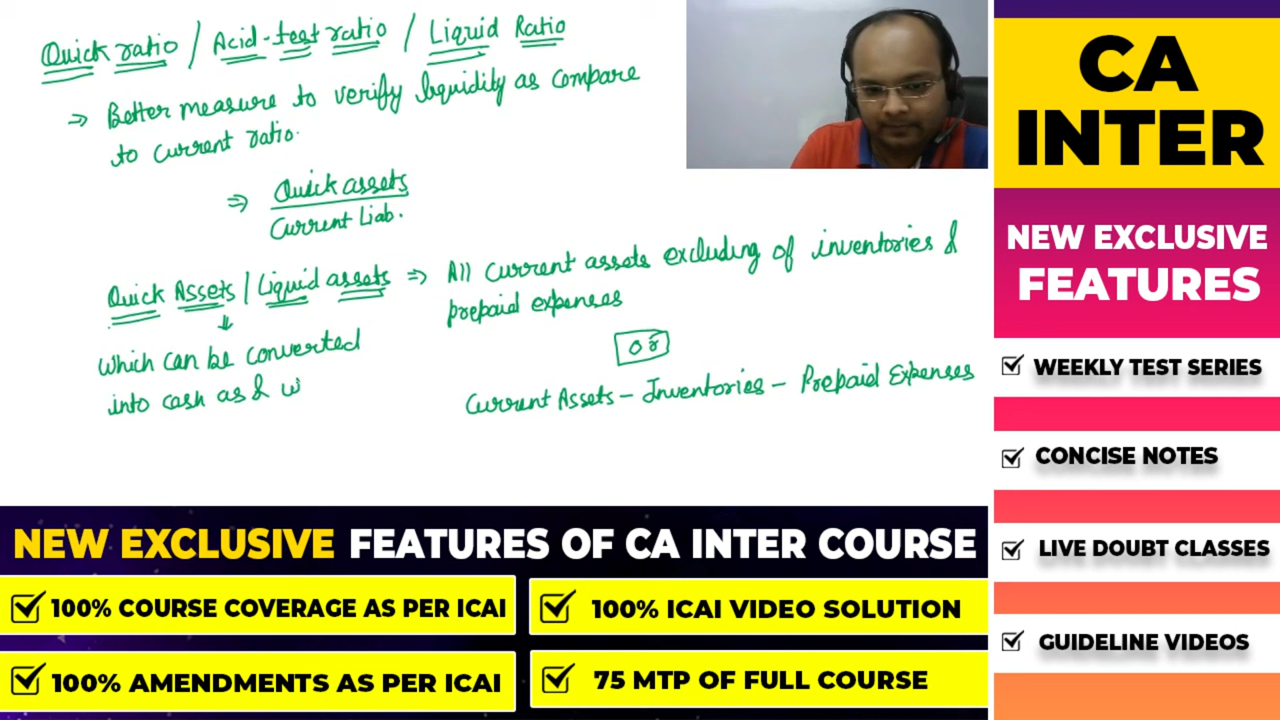 Quick ratio / Acid-test ratio / Liquid Ratio
⇒ Better measure to verify liquidity as compare
to current ratio.
⇒ Quick assets
Current Liab.
Quick Assets / Liquid assets ⇒ All current assets excluding of inventories &
prepaid expenses
Or
Current Assets – Inventories – Prepaid Expenses
⇓
Which can be converted
into cash as & w
CA
INTER
NEW EXCLUSIVE
FEATURES
WEEKLY TEST SERIES
CONCISE NOTES
LIVE DOUBT CLASSES
GUIDELINE VIDEOS
NEW EXCLUSIVE FEATURES OF CA INTER COURSE
100% COURSE COVERAGE AS PER ICAI
100% ICAI VIDEO SOLUTION
100% AMENDMENTS AS PER ICAI
75 MTP OF FULL COURSE